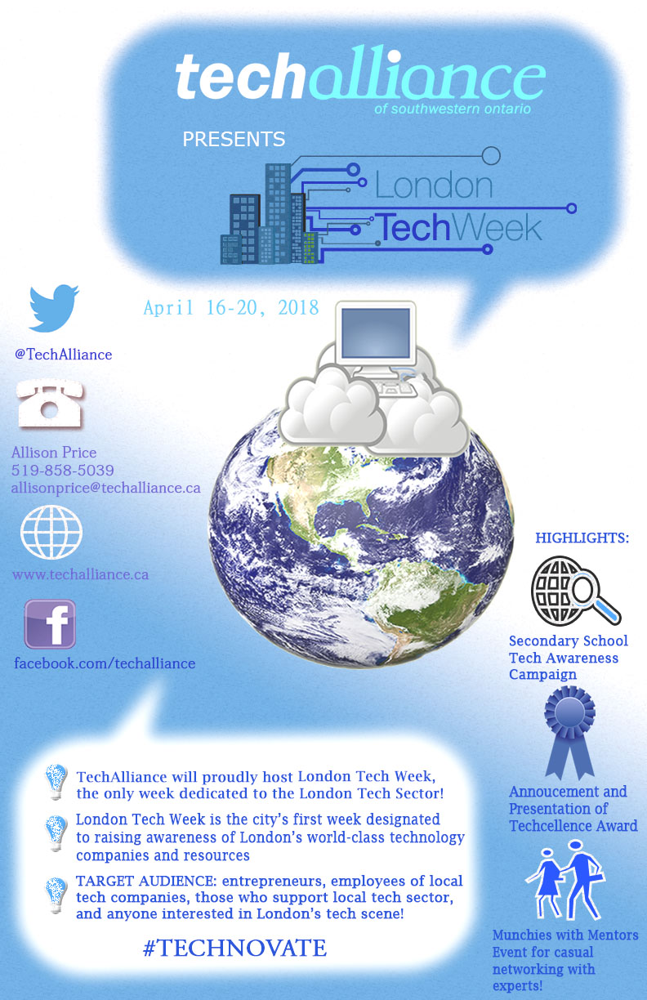 techalliance
of southwestern ontario
PRESENTS
London
TechWeek
April 16-20, 2018
@TechAlliance
Allison Price
519-858-5039
allisonprice@techalliance.ca
www.techalliance.ca
f
facebook.com/techalliance
HIGHLIGHTS:
Secondary School
Tech Awareness
Campaign
Annoucement and
Presentation of
Techcellence Award
Munchies with Mentors
Event for casual
networking with
experts!
TechAlliance will proudly host London Tech Week,
the only week dedicated to the London Tech Sector!
London Tech Week is the city's first week designated
to raising awareness of London's world-class technology
companies and resources
TARGET AUDIENCE: entrepreneurs, employees of local
tech companies, those who support local tech sector,
and anyone interested in London's tech scene!
#TECHNOVATE